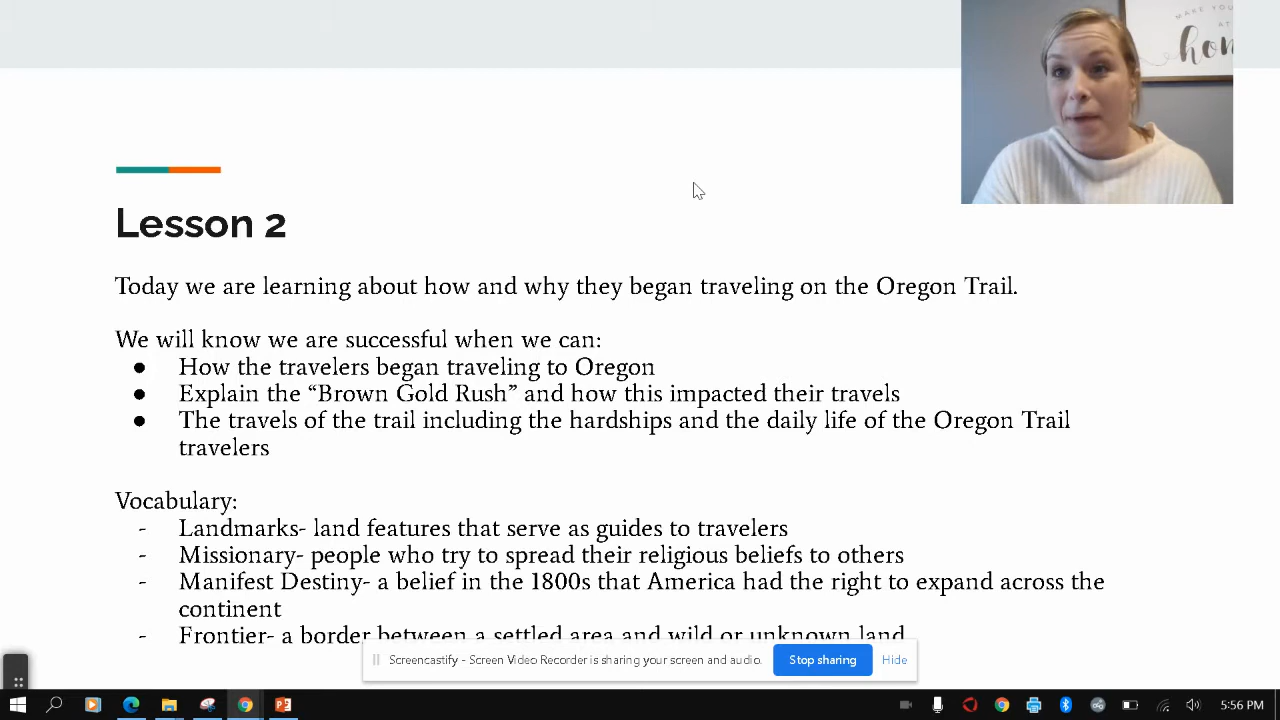 MAKE YOU
AT
hom
Lesson 2
Today we are learning about how and why they began traveling on the Oregon Trail.
We will know we are successful when we can:
● How the travelers began traveling to Oregon
● Explain the “Brown Gold Rush” and how this impacted their travels
● The travels of the trail including the hardships and the daily life of the Oregon Trail
travelers
Vocabulary:
- Landmarks- land features that serve as guides to travelers
- Missionary- people who try to spread their religious beliefs to others
- Manifest Destiny- a belief in the 1800s that America had the right to expand across the
continent
- Frontier- a border between a settled area and wild or unknown land
Screencastify - Screen Video Recorder is sharing your screen and audio.
Stop sharing
Hide
5:56 PM